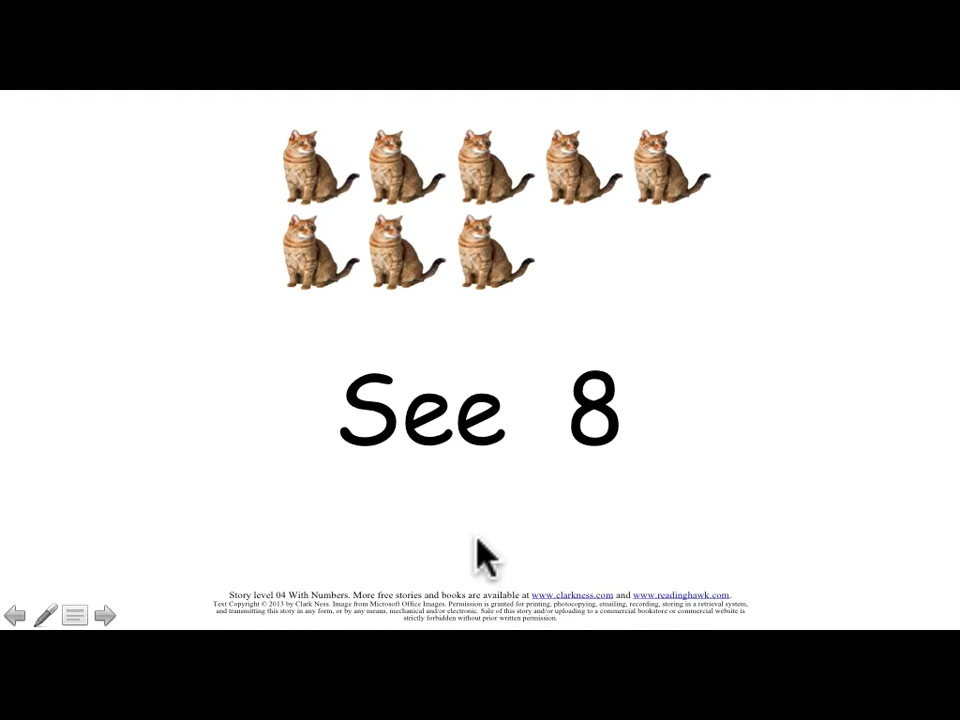 See 8
Story level 04 With Numbers. More free stories and books are available at www.clarkness.com and www.readinghawk.com.
Text Copyright © 2013 by Clark Ness. Image from Microsoft Office Images. Permission is granted for printing, photocopying, emailing, recording, storing in a retrieval system,
and transmitting this story in any form, or by any means, mechanical and/or electronic. Sale of this story and/or uploading to a commercial bookstore or commercial website is
strictly forbidden without prior written permission.